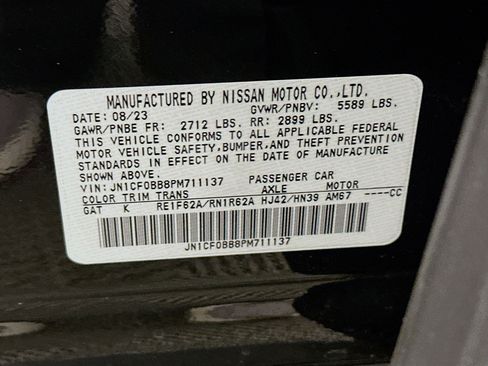 MANUFACTURED BY NISSAN MOTOR CO.,LTD.
DATE: 08/23 GVWR/PNBV: 5589 LBS.
GAWR/PNBE FR: 2712 LBS. RR: 2899 LBS.
THIS VEHICLE CONFORMS TO ALL APPLICABLE FEDERAL
MOTOR VEHICLE SAFETY,BUMPER,AND THEFT PREVENTION
STANDARDS IN EFFECT ON THE DATE OF MANUFACTURE
SHOWN ABOVE.
VIN: JN1CF0BB8PM711137 PASSENGER CAR
COLOR TRIM TRANS AXLE MOTOR
GAT K RE1F62A/RN1R62A HJ42/HN39 AM67 ----CC
JN1CF0BB8PM711137